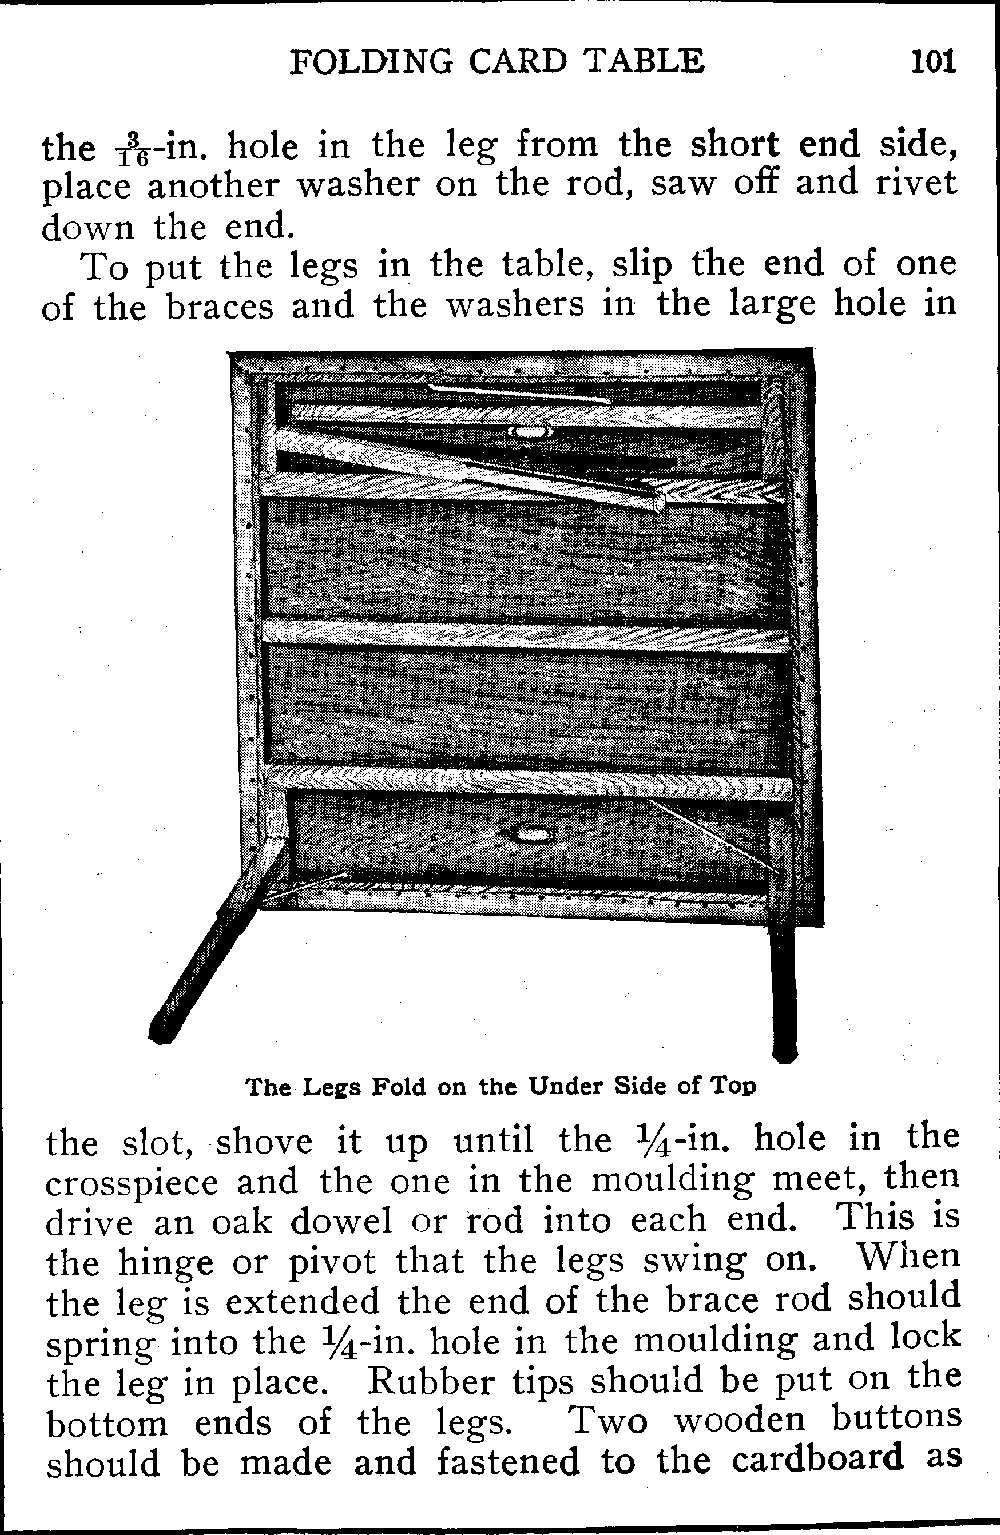 FOLDING CARD TABLE 101
the 3/16-in. hole in the leg from the short end side,
place another washer on the rod, saw off and rivet
down the end.
To put the legs in the table, slip the end of one
of the braces and the washers in the large hole in
The Legs Fold on the Under Side of Top
the slot, shove it up until the ¼-in. hole in the
crosspiece and the one in the moulding meet, then
drive an oak dowel or rod into each end. This is
the hinge or pivot that the legs swing on. When
the leg is extended the end of the brace rod should
spring into the ¼-in. hole in the moulding and lock
the leg in place. Rubber tips should be put on the
bottom ends of the legs. Two wooden buttons
should be made and fastened to the cardboard as